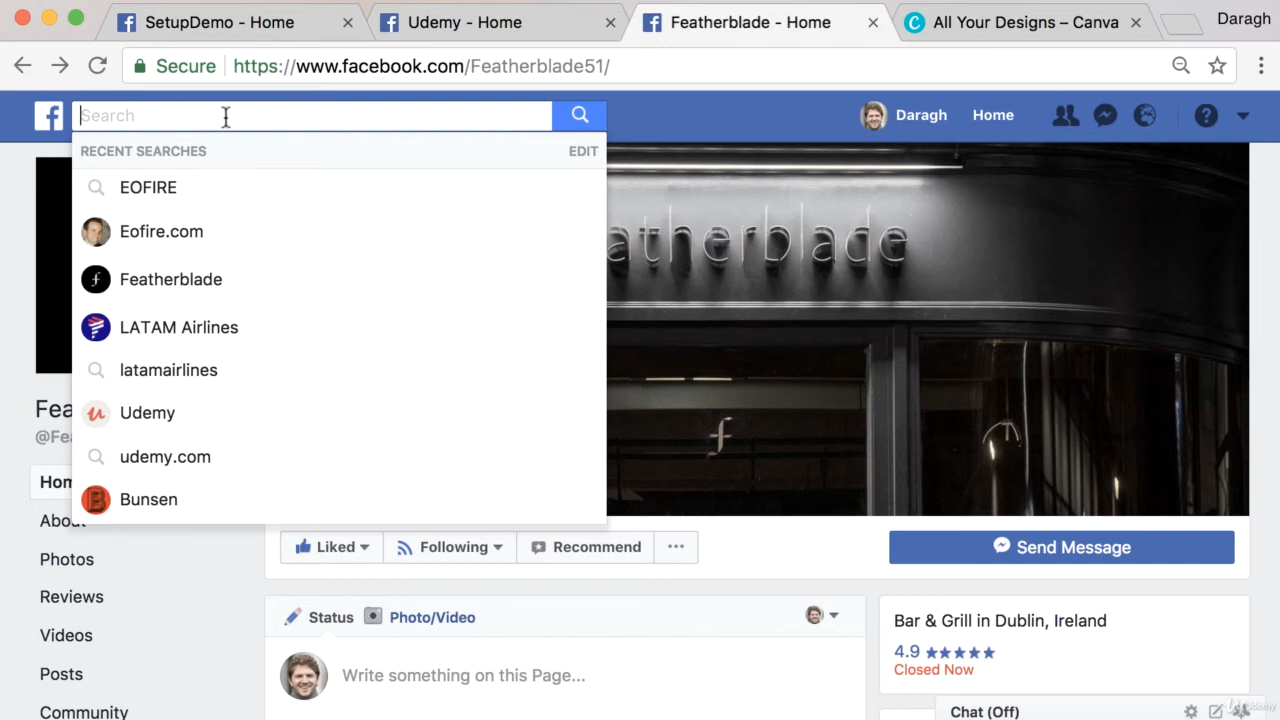 SetupDemo - Home
Udemy - Home
Featherblade - Home
All Your Designs – Canva
Daragh
Secure
https://www.facebook.com/Featherblade51/
Search
Daragh
Home
RECENT SEARCHES
EDIT
EOFIRE
Eofire.com
Featherblade
LATAM Airlines
latamairlines
Udemy
udemy.com
Bunsen
atherblade
f
Fea
@Fea
Hom
About
Photos
Reviews
Videos
Posts
Community
Liked
Following
Recommend
Send Message
Status
Photo/Video
Write something on this Page...
Bar & Grill in Dublin, Ireland
4.9
Closed Now
Chat (Off)
Udemy